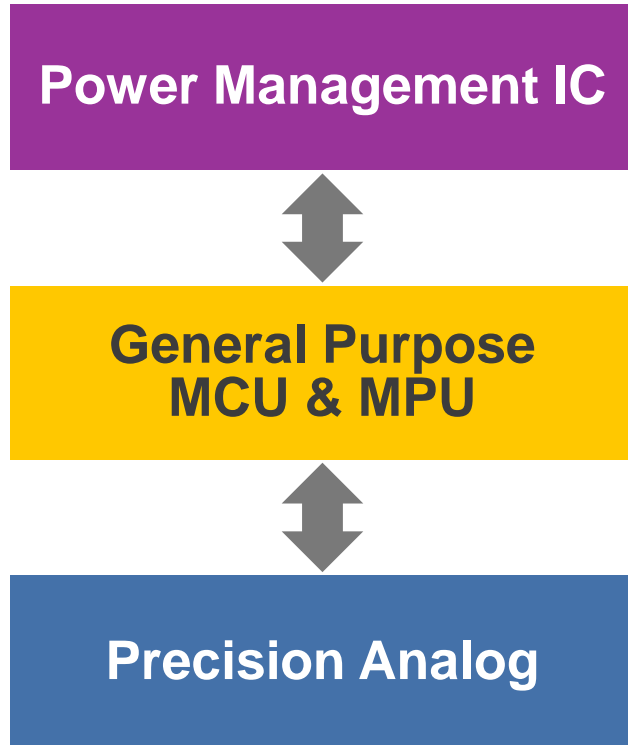 Power Management IC
General Purpose
MCU & MPU
Precision Analog